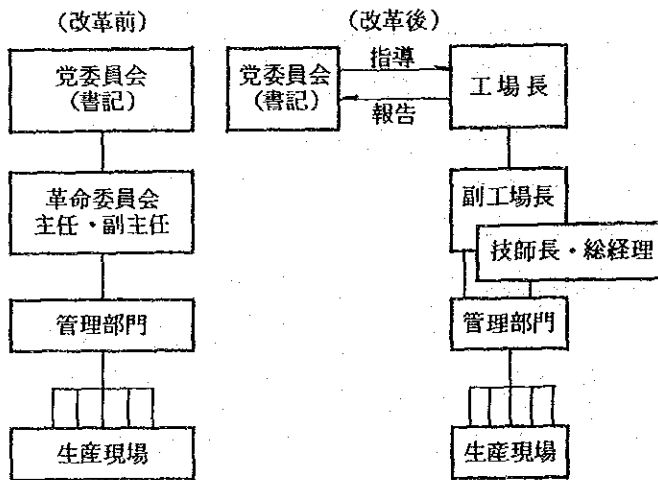 (改革前)
党委員会
(書記)
革命委員会
主任・副主任
管理部門
生産現場
(改革後)
党委員会
(書記)
指導
報告
工場長
副工場長
技師長・総経理
管理部門
生産現場